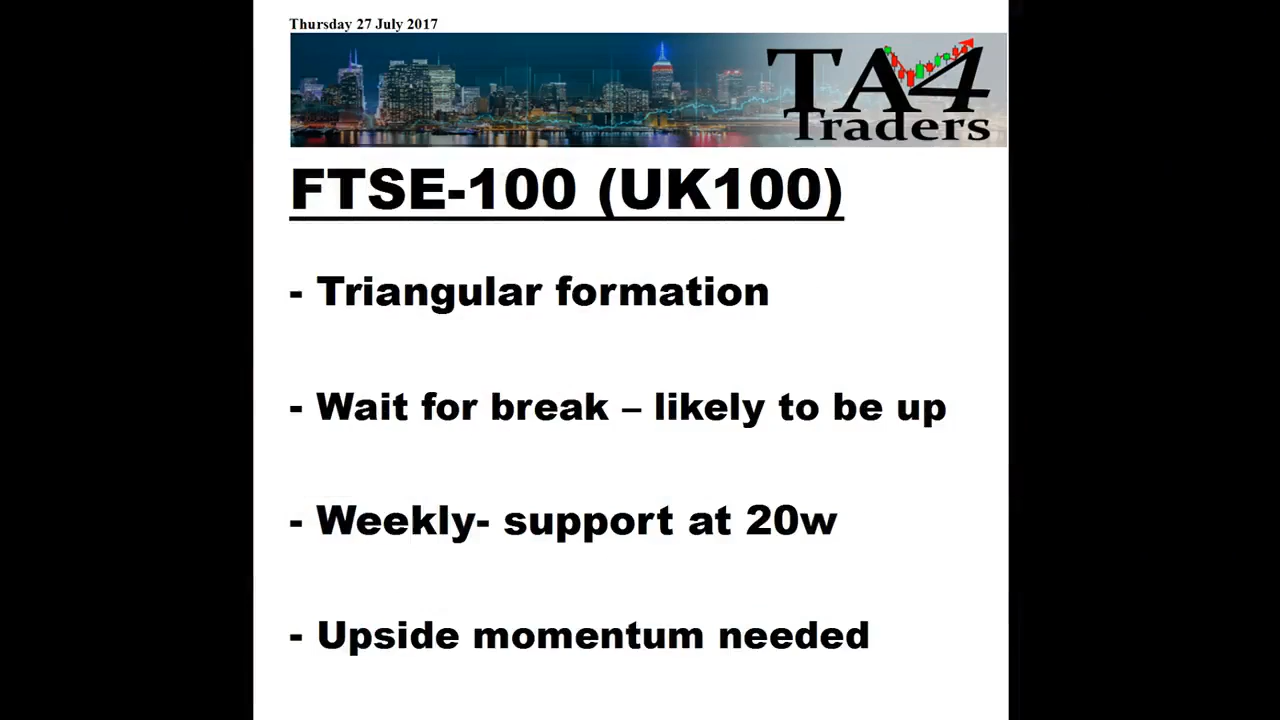 Thursday 27 July 2017
TA4
Traders
FTSE-100 (UK100)
- Triangular formation
- Wait for break – likely to be up
- Weekly- support at 20w
- Upside momentum needed